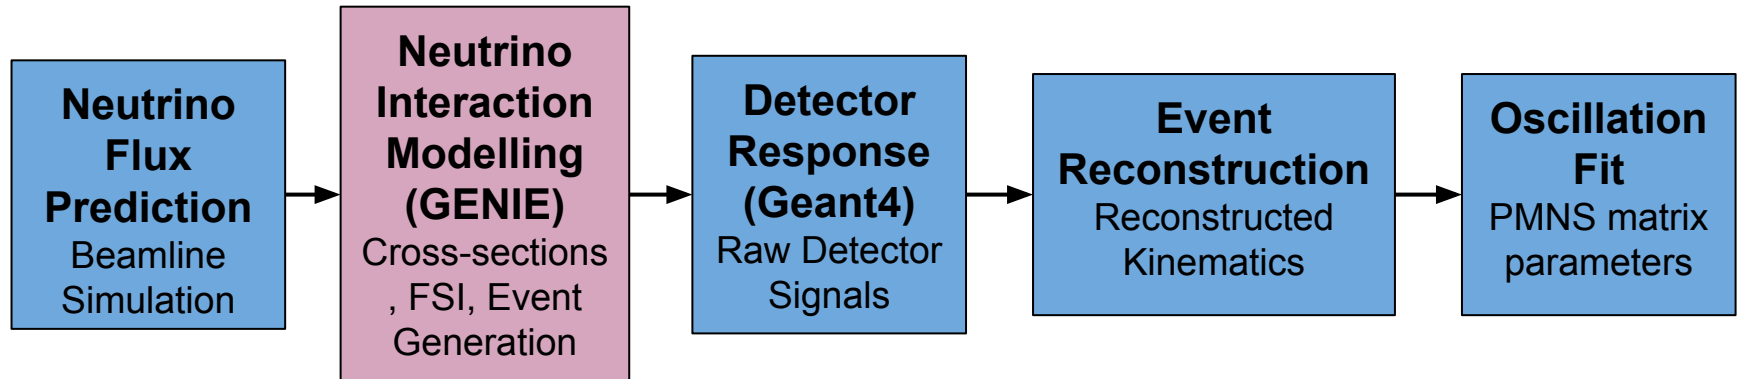 Neutrino
Flux
Prediction
Beamline
Simulation
Neutrino
Interaction
Modelling
(GENIE)
Cross-sections
, FSI, Event
Generation
Detector
Response
(Geant4)
Raw Detector
Signals
Event
Reconstruction
Reconstructed
Kinematics
Oscillation
Fit
PMNS matrix
parameters